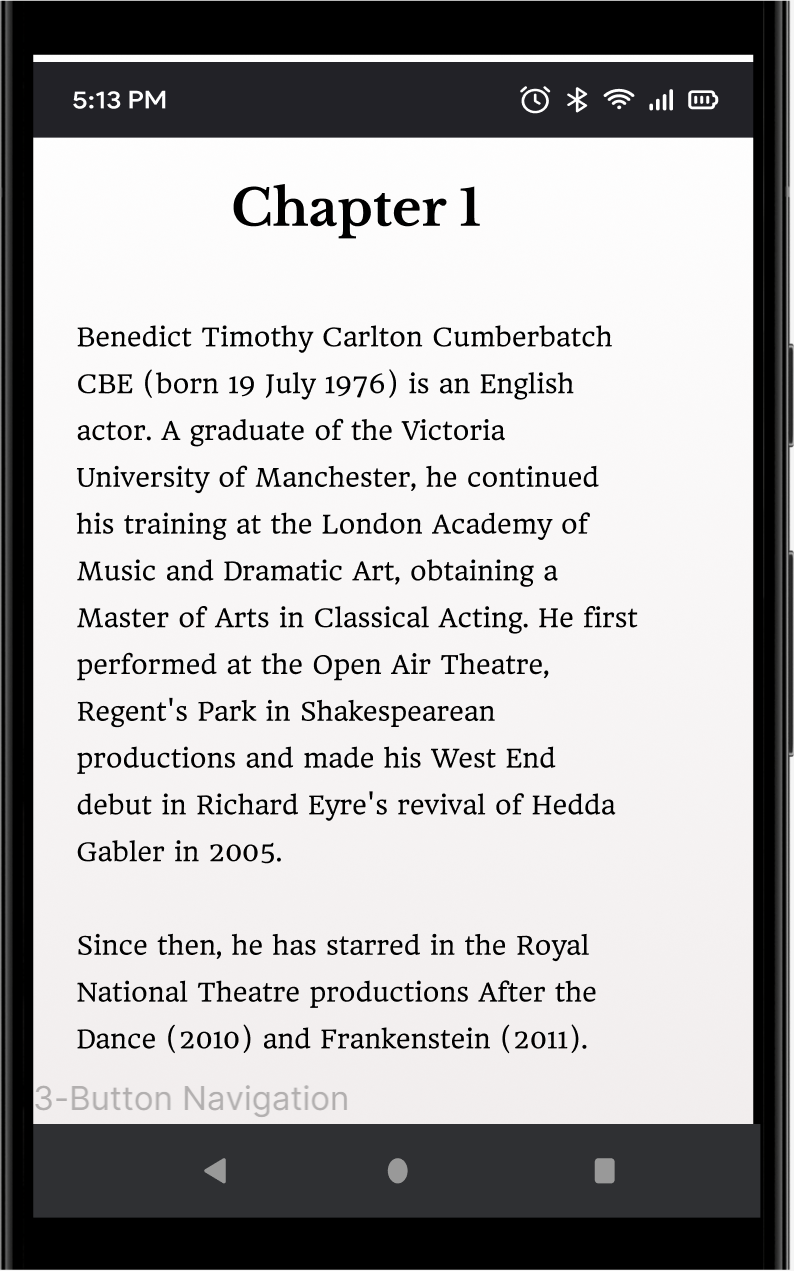 5:13 PM
Chapter 1
Benedict Timothy Carlton Cumberbatch
CBE (born 19 July 1976) is an English
actor. A graduate of the Victoria
University of Manchester, he continued
his training at the London Academy of
Music and Dramatic Art, obtaining a
Master of Arts in Classical Acting. He first
performed at the Open Air Theatre,
Regent's Park in Shakespearean
productions and made his West End
debut in Richard Eyre's revival of Hedda
Gabler in 2005.
Since then, he has starred in the Royal
National Theatre productions After the
Dance (2010) and Frankenstein (2011).
3-Button Navigation